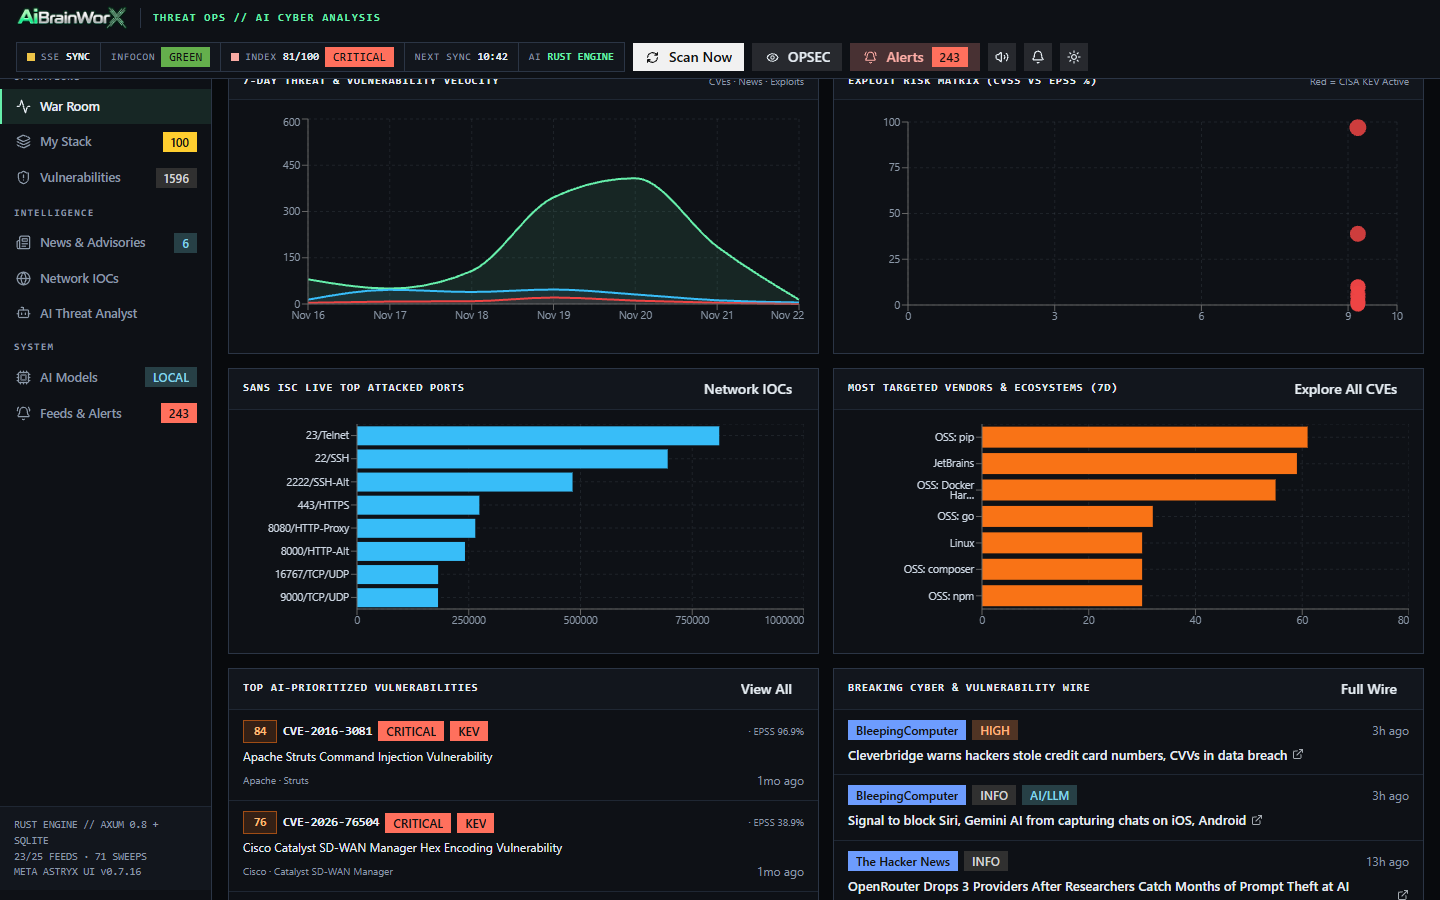 AiBrainWorX
THREAT OPS // AI CYBER ANALYSIS
SSE SYNC
INFOCON GREEN
INDEX 81/100 CRITICAL
NEXT SYNC 10:42
AI RUST ENGINE
Scan Now
OPSEC
Alerts 243
War Room
My Stack 100
Vulnerabilities 1596
INTELLIGENCE
News & Advisories 6
Network IOCs
AI Threat Analyst
SYSTEM
AI Models LOCAL
Feeds & Alerts 243
RUST ENGINE // AXUM 0.8 +
SQLITE
23/25 FEEDS · 71 SWEEPS
META ASTRYX UI v0.7.16
7-DAY THREAT & VULNERABILITY VELOCITY
CVEs · News · Exploits
600
450
300
150
0
Nov 16 Nov 17 Nov 18 Nov 19 Nov 20 Nov 21 Nov 22
EXPLOIT RISK MATRIX (CVSS VS EPSS %)
Red = CISA KEV Active
100
75
50
25
0
0 3 6 9 10
SANS ISC LIVE TOP ATTACKED PORTS
Network IOCs
23/Telnet
22/SSH
2222/SSH-Alt
443/HTTPS
8080/HTTP-Proxy
8000/HTTP-Alt
16767/TCP/UDP
9000/TCP/UDP
0 250000 500000 750000 1000000
MOST TARGETED VENDORS & ECOSYSTEMS (7D)
Explore All CVEs
OSS: pip
JetBrains
OSS: Docker
Har...
OSS: go
Linux
OSS: composer
OSS: npm
0 20 40 60 80
TOP AI-PRIORITIZED VULNERABILITIES
View All
84 CVE-2016-3081 CRITICAL KEV · EPSS 96.9%
Apache Struts Command Injection Vulnerability
Apache · Struts 1mo ago
76 CVE-2026-76504 CRITICAL KEV · EPSS 38.9%
Cisco Catalyst SD-WAN Manager Hex Encoding Vulnerability
Cisco · Catalyst SD-WAN Manager 1mo ago
BREAKING CYBER & VULNERABILITY WIRE
Full Wire
BleepingComputer HIGH 3h ago
Cleverbridge warns hackers stole credit card numbers, CVVs in data breach
BleepingComputer INFO AI/LLM 3h ago
Signal to block Siri, Gemini AI from capturing chats on iOS, Android
The Hacker News INFO 13h ago
OpenRouter Drops 3 Providers After Researchers Catch Months of Prompt Theft at AI